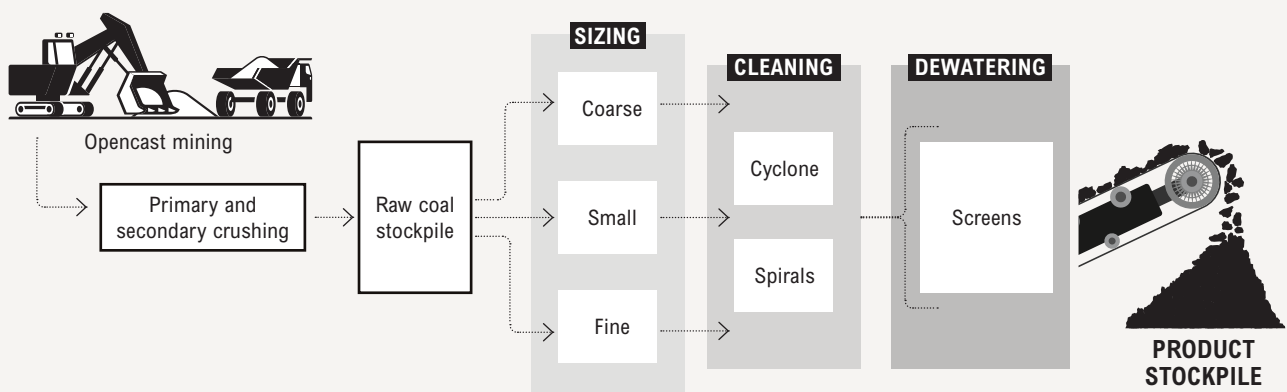 Opencast mining
Primary and
secondary crushing
Raw coal
stockpile
SIZING
Coarse
Small
Fine
CLEANING
Cyclone
Spirals
DEWATERING
Screens
PRODUCT
STOCKPILE